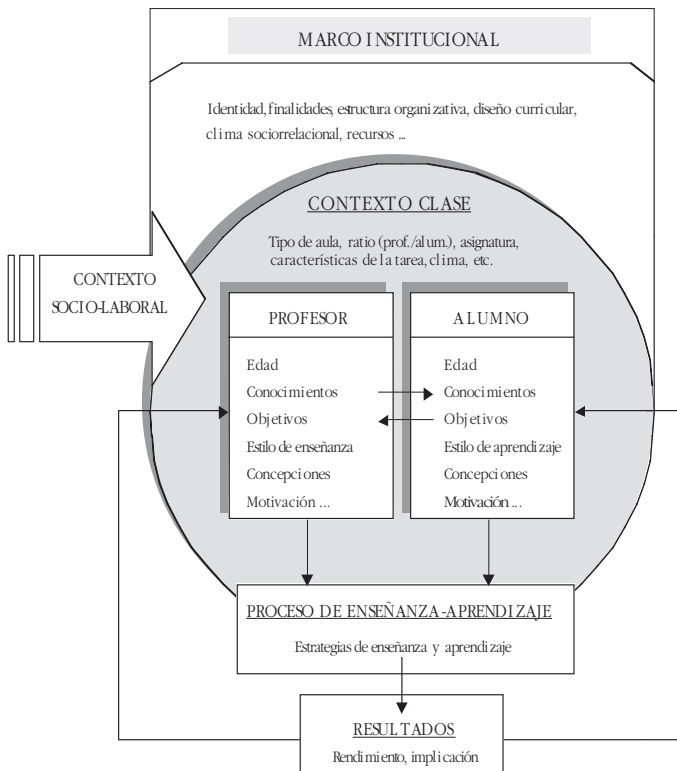 MARCO INSTITUCIONAL
Identidad, finalidades, estructura organizativa, diseño curricular,
clima sociorrelacional, recursos ...
CONTEXTO CLASE
Tipo de aula, ratio (prof./alum.), asignatura,
características de la tarea, clima, etc.
CONTEXTO
SOCIO-LABORAL
PROFESOR
Edad
Conocimientos
Objetivos
Estilo de enseñanza
Concepciones
Motivación ...
ALUMNO
Edad
Conocimientos
Objetivos
Estilo de aprendizaje
Concepciones
Motivación ...
PROCESO DE ENSEÑANZA-APRENDIZAJE
Estrategias de enseñanza y aprendizaje
RESULTADOS
Rendimiento, implicación